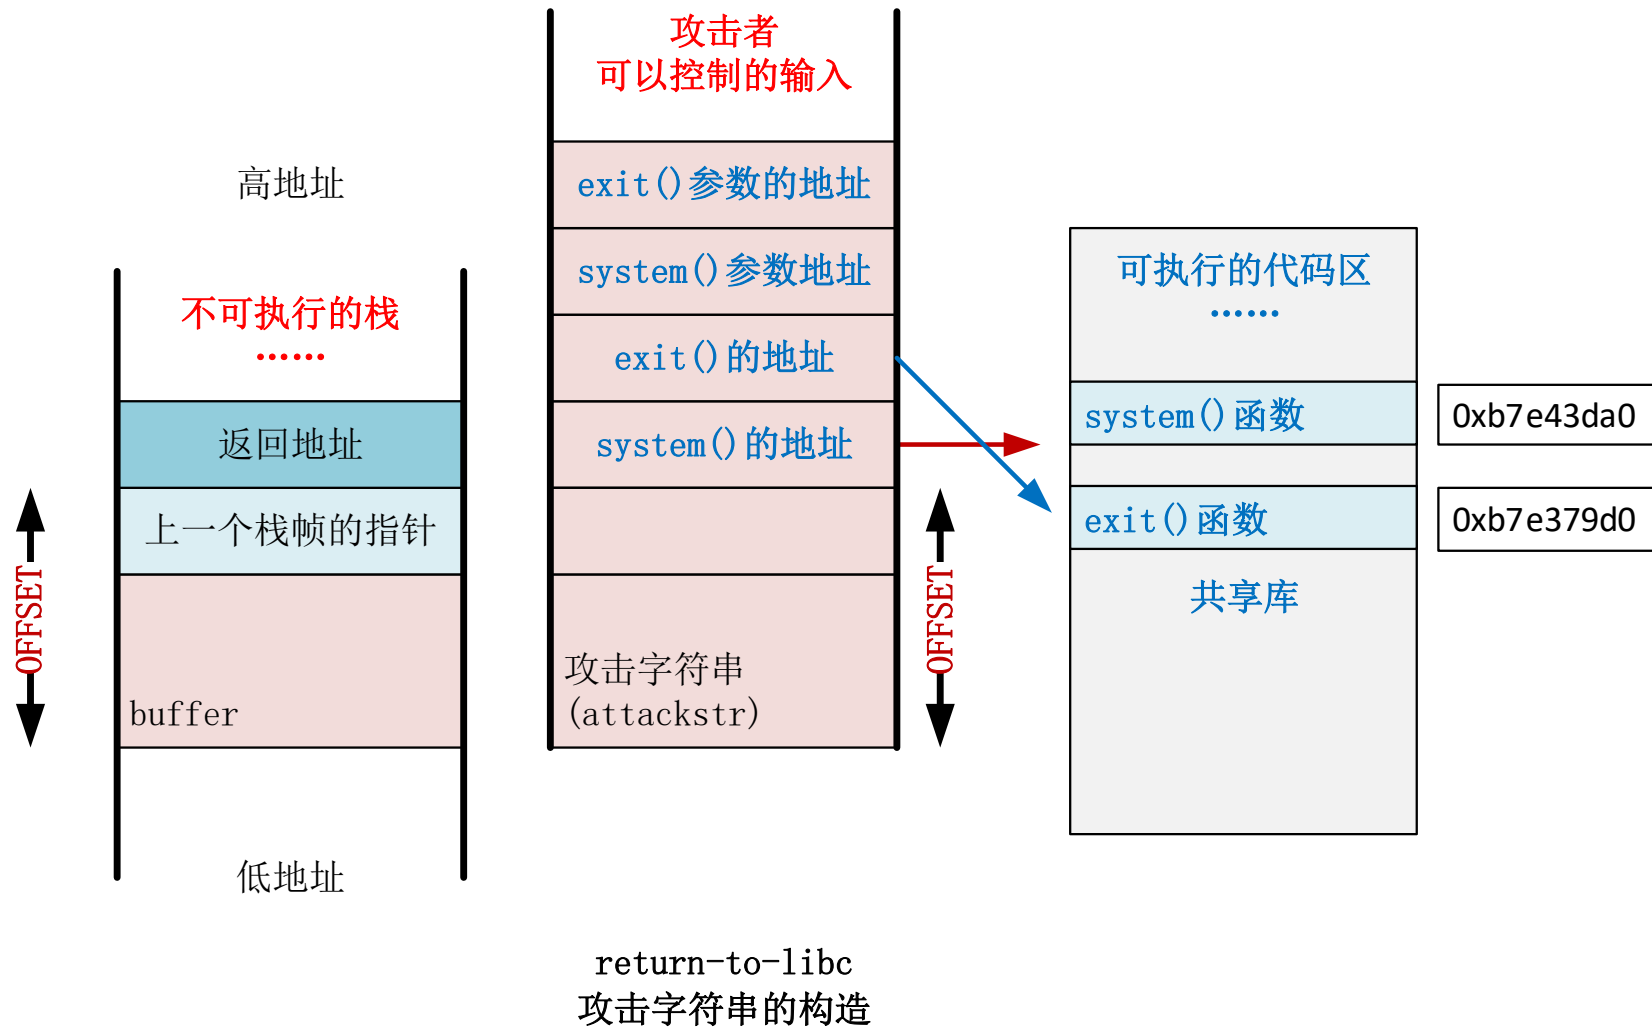 高地址
不可执行的栈
……
返回地址
上一个栈帧的指针
buffer
低地址
OFFSET
攻击者
可以控制的输入
exit()参数的地址
system()参数地址
exit()的地址
system()的地址
攻击字符串
(attackstr)
OFFSET
可执行的代码区
……
system()函数
0xb7e43da0
exit()函数
0xb7e379d0
共享库
return-to-libc
攻击字符串的构造